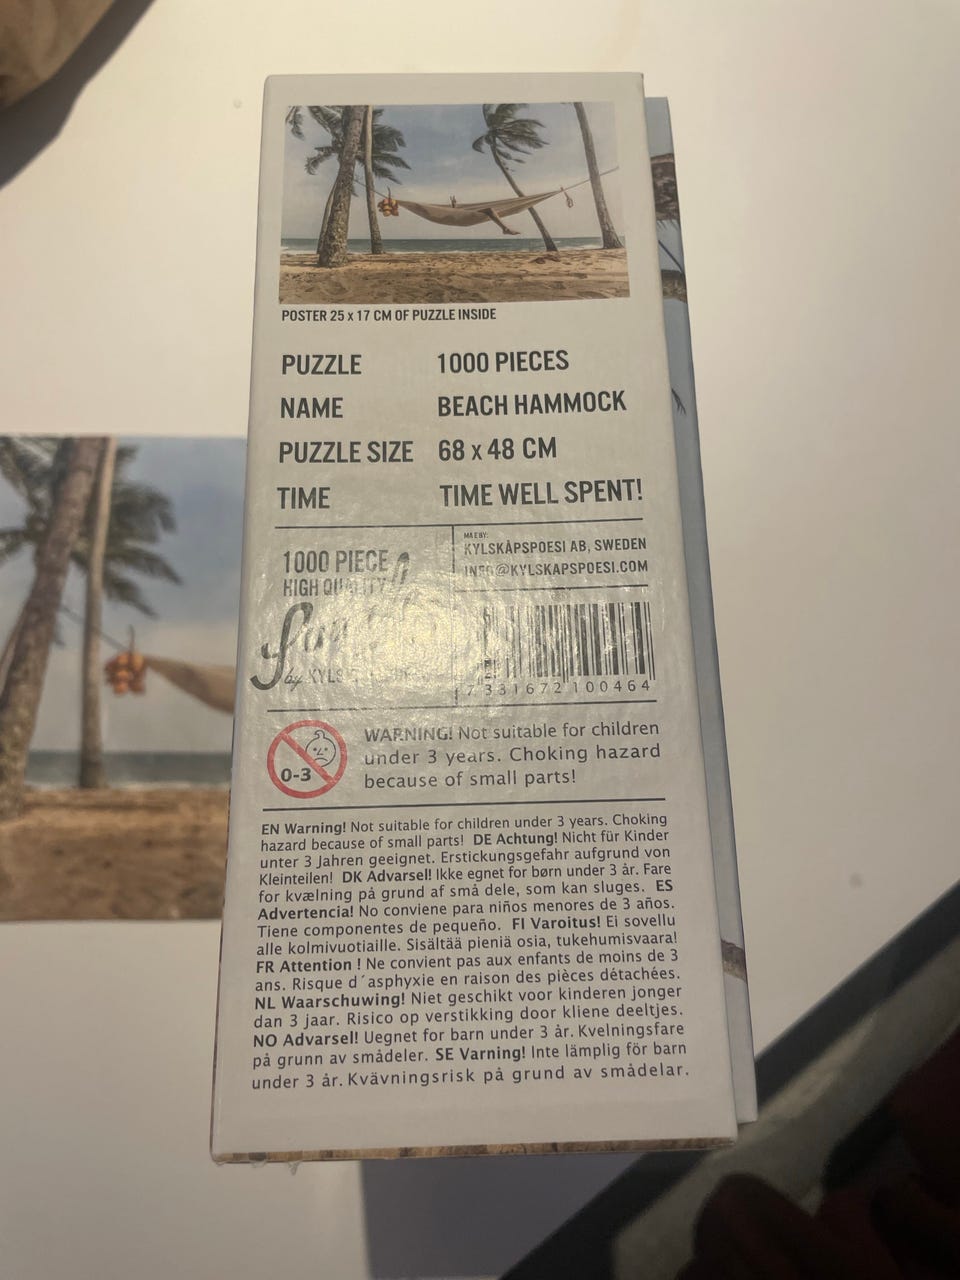 POSTER 25 x 17 CM OF PUZZLE INSIDE
PUZZLE 1000 PIECES
NAME BEACH HAMMOCK
PUZZLE SIZE 68 x 48 CM
TIME TIME WELL SPENT!
1000 PIECE
HIGH QUALITY
by
MAE BY:
KYLSKÅPSPOESI AB, SWEDEN
INFO@KYLSKAPSPOESI.COM
7 331672 100464
0-3
WARNING! Not suitable for children
under 3 years. Choking hazard
because of small parts!
EN Warning! Not suitable for children under 3 years. Choking
hazard because of small parts! DE Achtung! Nicht für Kinder
unter 3 Jahren geeignet. Erstickungsgefahr aufgrund von
Kleinteilen! DK Advarsel! Ikke egnet for børn under 3 år. Fare
for kvælning på grund af små dele, som kan sluges. ES
Advertencia! No conviene para niños menores de 3 años.
Tiene componentes de pequeño. FI Varoitus! Ei sovellu
alle kolmivuotiaille. Sisältää pieniä osia, tukehumisvaara!
FR Attention ! Ne convient pas aux enfants de moins de 3
ans. Risque d´asphyxie en raison des pièces détachées.
NL Waarschuwing! Niet geschikt voor kinderen jonger
dan 3 jaar. Risico op verstikking door kliene deeltjes.
NO Advarsel! Uegnet for barn under 3 år. Kvelningsfare
på grunn av smådeler. SE Varning! Inte lämplig för barn
under 3 år. Kvävningsrisk på grund av smådelar.